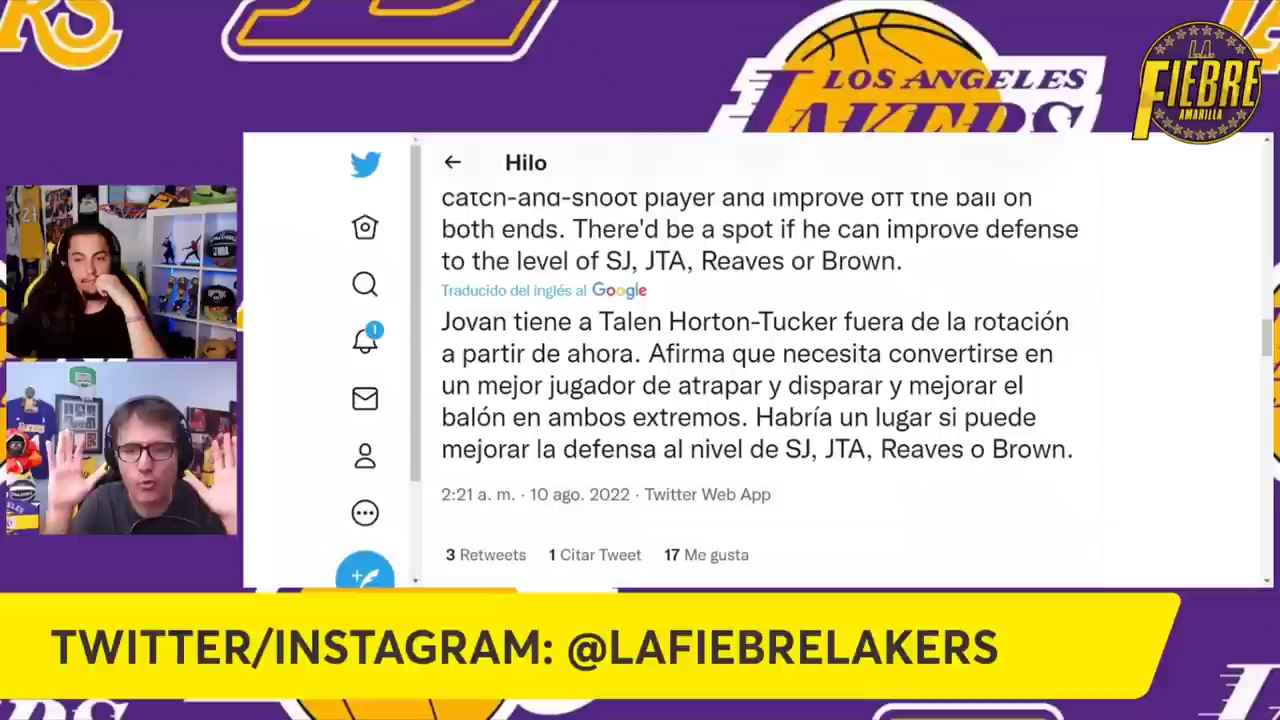 LOS ANGELES
LAKERS
L.A.
FIEBRE
AMARILLA
Hilo
catch-and-shoot player and improve off the ball on
both ends. There'd be a spot if he can improve defense
to the level of SJ, JTA, Reaves or Brown.
Traducido del inglés al Google
Jovan tiene a Talen Horton-Tucker fuera de la rotación
a partir de ahora. Afirma que necesita convertirse en
un mejor jugador de atrapar y disparar y mejorar el
balón en ambos extremos. Habría un lugar si puede
mejorar la defensa al nivel de SJ, JTA, Reaves o Brown.
2:21 a. m. · 10 ago. 2022 · Twitter Web App
3 Retweets 1 Citar Tweet 17 Me gusta
1
TWITTER/INSTAGRAM: @LAFIEBRELAKERS